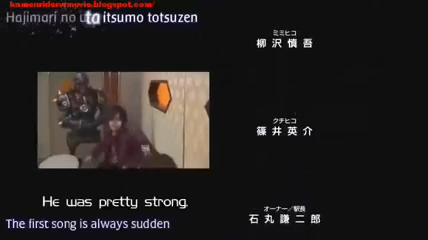 kamenriderwmovie.blogspot.com/
Hajimari no uta itsumo totsuzen
ミミヒコ
柳沢慎吾
クチヒコ
篠井英介
He was pretty strong.
オーナー／駅長
石丸謙二郎
The first song is always sudden